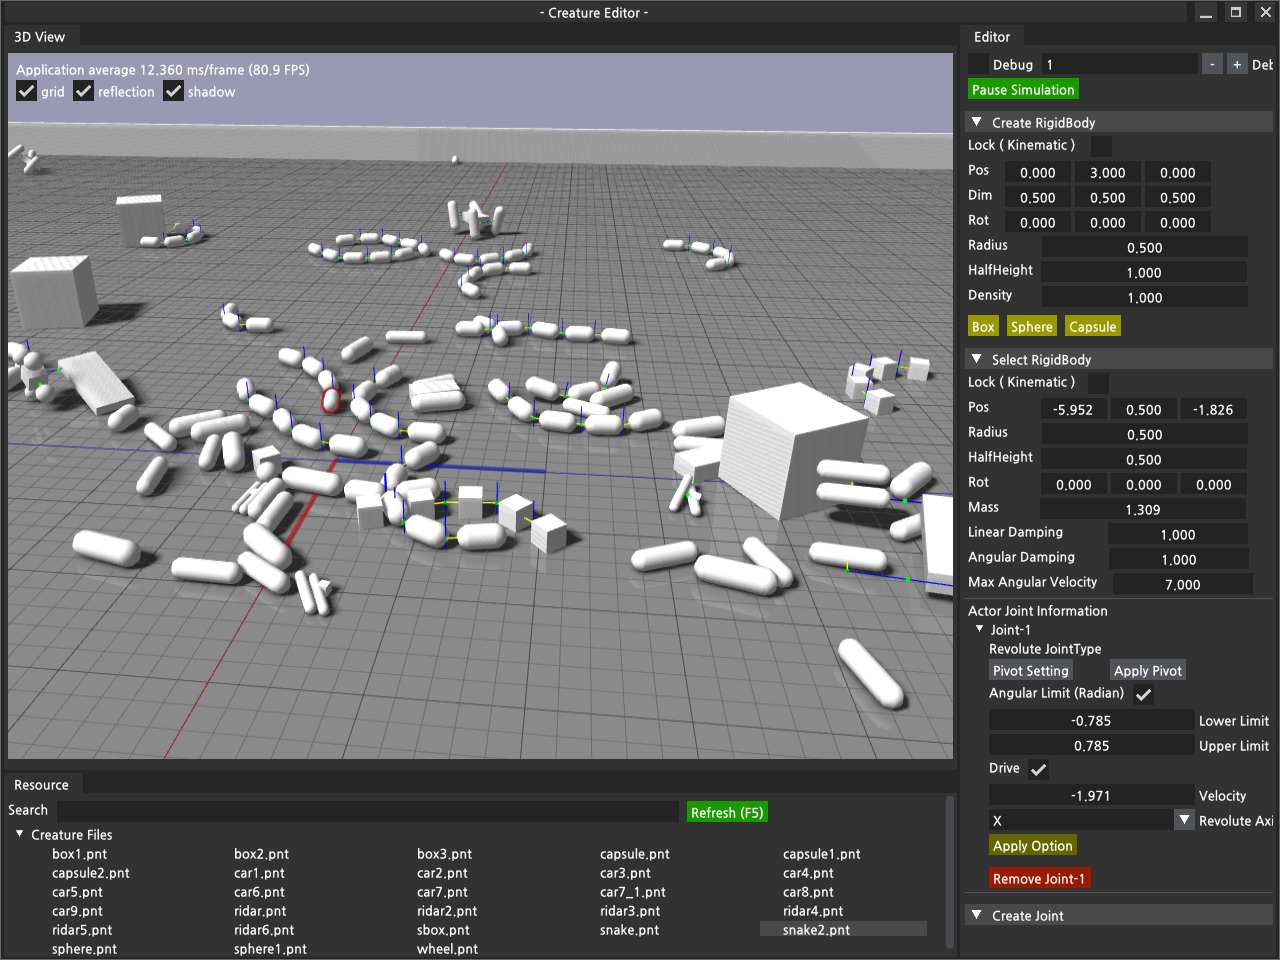 - Creature Editor -
3D View
Application average 12.360 ms/frame (80.9 FPS)
grid reflection shadow
Resource
Search Refresh (F5)
Creature Files
box1.pnt box2.pnt box3.pnt capsule.pnt capsule1.pnt
capsule2.pnt car1.pnt car2.pnt car3.pnt car4.pnt
car5.pnt car6.pnt car7.pnt car7_1.pnt car8.pnt
car9.pnt ridar.pnt ridar2.pnt ridar3.pnt ridar4.pnt
ridar5.pnt ridar6.pnt sbox.pnt snake.pnt snake2.pnt
sphere.pnt sphere1.pnt wheel.pnt
Editor
Debug 1 - + Deb
Pause Simulation
Create RigidBody
Lock ( Kinematic )
Pos 0.000 3.000 0.000
Dim 0.500 0.500 0.500
Rot 0.000 0.000 0.000
Radius 0.500
HalfHeight 1.000
Density 1.000
Box Sphere Capsule
Select RigidBody
Lock ( Kinematic )
Pos -5.952 0.500 -1.826
Radius 0.500
HalfHeight 0.500
Rot 0.000 0.000 0.000
Mass 1.309
Linear Damping 1.000
Angular Damping 1.000
Max Angular Velocity 7.000
Actor Joint Information
Joint-1
Revolute JointType
Pivot Setting Apply Pivot
Angular Limit (Radian)
-0.785 Lower Limit
0.785 Upper Limit
Drive
-1.971 Velocity
X Revolute Axi
Apply Option
Remove Joint-1
Create Joint